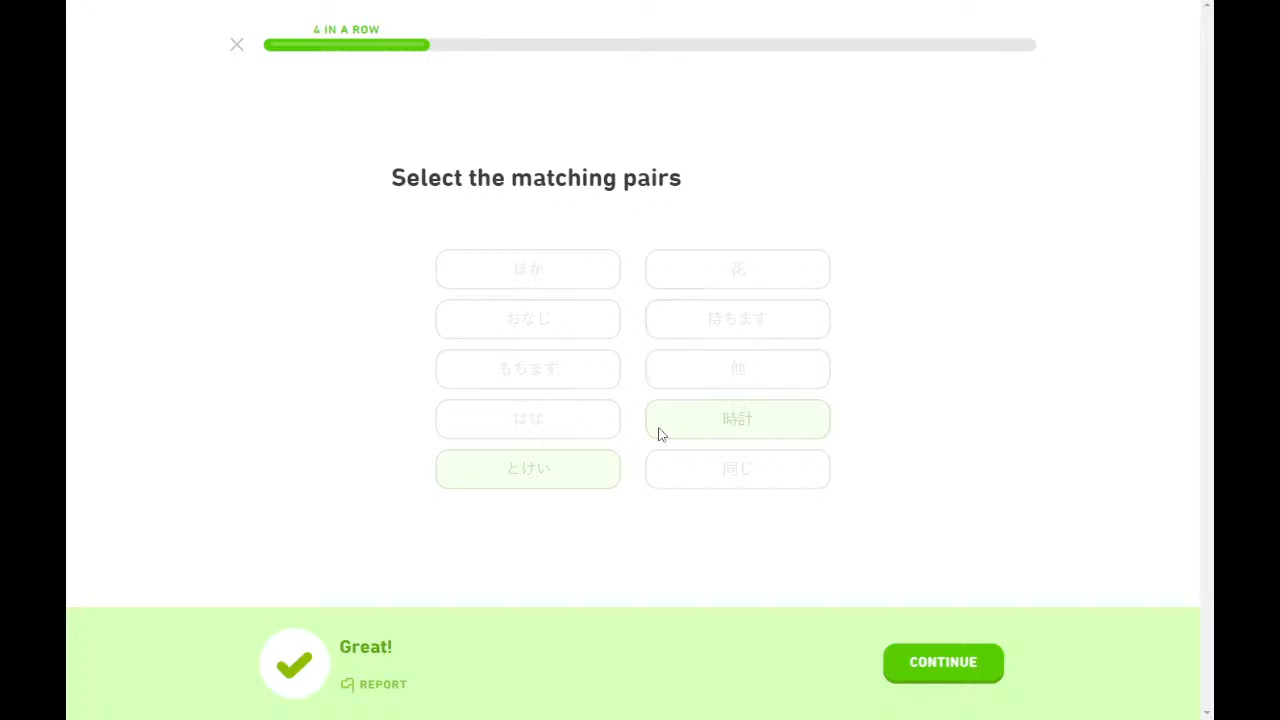 4 IN A ROW
Select the matching pairs
ほか
花
おなじ
持ちます
もちます
他
はな
時計
とけい
同じ
Great!
REPORT
CONTINUE